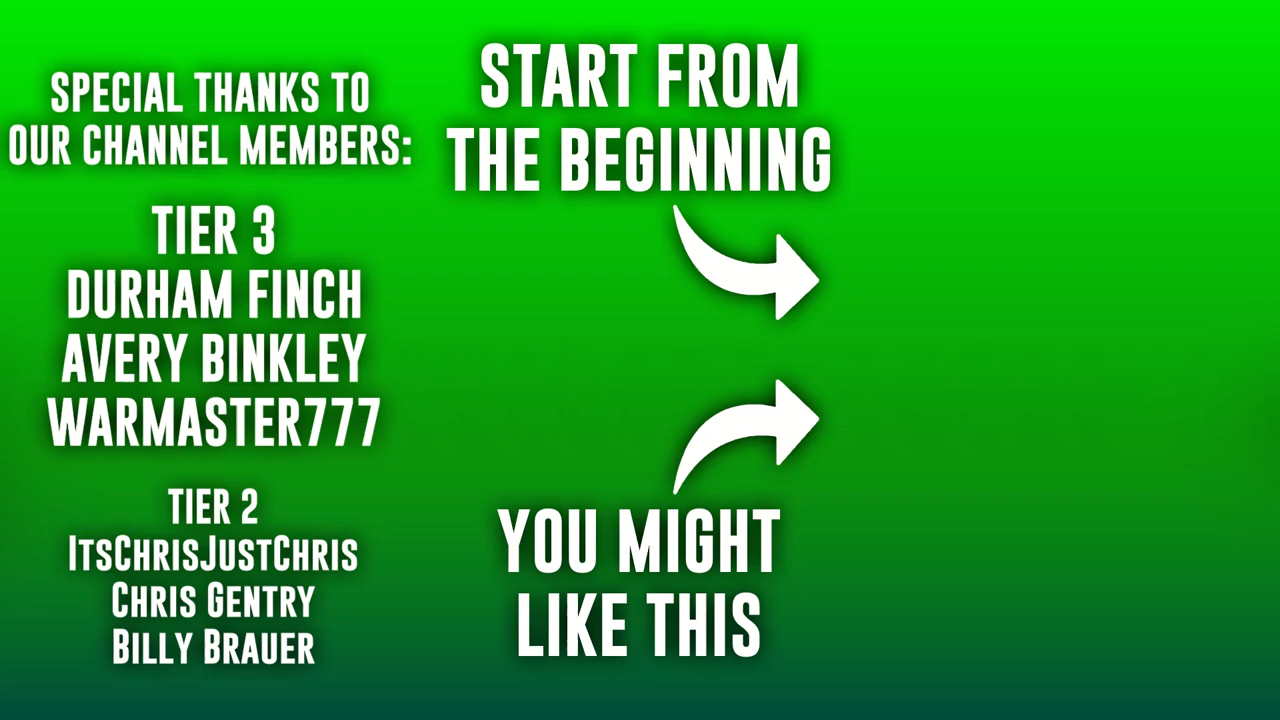 SPECIAL THANKS TO
OUR CHANNEL MEMBERS:
TIER 3
DURHAM FINCH
AVERY BINKLEY
WARMASTER777
TIER 2
ITSCHRISJUSTCHRIS
CHRIS GENTRY
BILLY BRAUER
START FROM
THE BEGINNING
YOU MIGHT
LIKE THIS